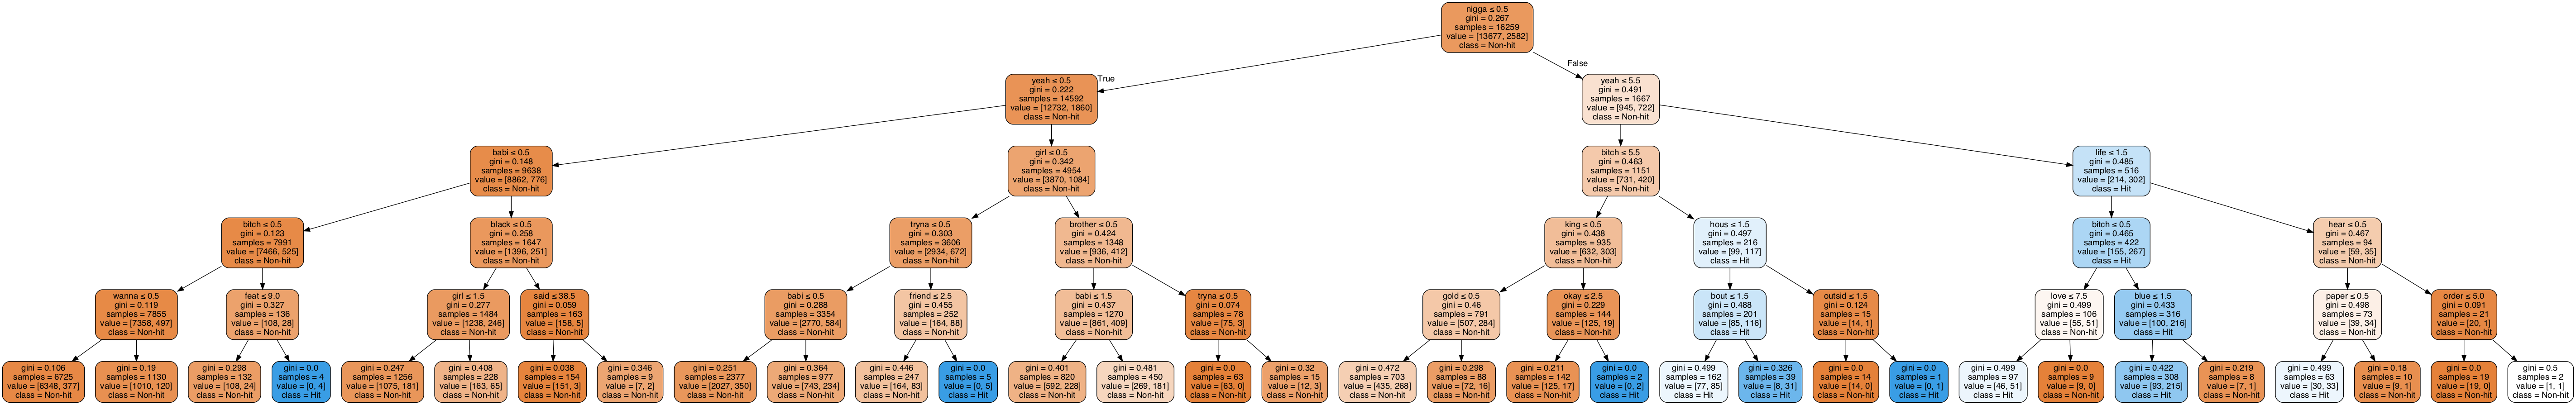 nigga ≤ 0.5
gini = 0.267
samples = 16259
value = [13677, 2582]
class = Non-hit
True
False
yeah ≤ 0.5
gini = 0.222
samples = 14592
value = [12732, 1860]
class = Non-hit
yeah ≤ 5.5
gini = 0.491
samples = 1667
value = [945, 722]
class = Non-hit
babi ≤ 0.5
gini = 0.148
samples = 9638
value = [8862, 776]
class = Non-hit
girl ≤ 0.5
gini = 0.342
samples = 4954
value = [3870, 1084]
class = Non-hit
bitch ≤ 5.5
gini = 0.463
samples = 1151
value = [731, 420]
class = Non-hit
life ≤ 1.5
gini = 0.485
samples = 516
value = [214, 302]
class = Hit
bitch ≤ 0.5
gini = 0.123
samples = 7991
value = [7466, 525]
class = Non-hit
black ≤ 0.5
gini = 0.258
samples = 1647
value = [1396, 251]
class = Non-hit
tryna ≤ 0.5
gini = 0.303
samples = 3606
value = [2934, 672]
class = Non-hit
brother ≤ 0.5
gini = 0.424
samples = 1348
value = [936, 412]
class = Non-hit
king ≤ 0.5
gini = 0.438
samples = 935
value = [632, 303]
class = Non-hit
hous ≤ 1.5
gini = 0.497
samples = 216
value = [99, 117]
class = Hit
bitch ≤ 0.5
gini = 0.465
samples = 422
value = [155, 267]
class = Hit
hear ≤ 0.5
gini = 0.467
samples = 94
value = [59, 35]
class = Non-hit
wanna ≤ 0.5
gini = 0.119
samples = 7855
value = [7358, 497]
class = Non-hit
feat ≤ 9.0
gini = 0.327
samples = 136
value = [108, 28]
class = Non-hit
girl ≤ 1.5
gini = 0.277
samples = 1484
value = [1238, 246]
class = Non-hit
said ≤ 38.5
gini = 0.059
samples = 163
value = [158, 5]
class = Non-hit
babi ≤ 0.5
gini = 0.288
samples = 3354
value = [2770, 584]
class = Non-hit
friend ≤ 2.5
gini = 0.455
samples = 252
value = [164, 88]
class = Non-hit
babi ≤ 1.5
gini = 0.437
samples = 1270
value = [861, 409]
class = Non-hit
tryna ≤ 0.5
gini = 0.074
samples = 78
value = [75, 3]
class = Non-hit
gold ≤ 0.5
gini = 0.46
samples = 791
value = [507, 284]
class = Non-hit
okay ≤ 2.5
gini = 0.229
samples = 144
value = [125, 19]
class = Non-hit
bout ≤ 1.5
gini = 0.488
samples = 201
value = [85, 116]
class = Hit
outsid ≤ 1.5
gini = 0.124
samples = 15
value = [14, 1]
class = Non-hit
love ≤ 7.5
gini = 0.499
samples = 106
value = [55, 51]
class = Non-hit
blue ≤ 1.5
gini = 0.433
samples = 316
value = [100, 216]
class = Hit
paper ≤ 0.5
gini = 0.498
samples = 73
value = [39, 34]
class = Non-hit
order ≤ 5.0
gini = 0.091
samples = 21
value = [20, 1]
class = Non-hit
gini = 0.106
samples = 6725
value = [6348, 377]
class = Non-hit
gini = 0.19
samples = 1130
value = [1010, 120]
class = Non-hit
gini = 0.298
samples = 132
value = [108, 24]
class = Non-hit
gini = 0.0
samples = 4
value = [0, 4]
class = Hit
gini = 0.247
samples = 1256
value = [1075, 181]
class = Non-hit
gini = 0.408
samples = 228
value = [163, 65]
class = Non-hit
gini = 0.038
samples = 154
value = [151, 3]
class = Non-hit
gini = 0.346
samples = 9
value = [7, 2]
class = Non-hit
gini = 0.251
samples = 2377
value = [2027, 350]
class = Non-hit
gini = 0.364
samples = 977
value = [743, 234]
class = Non-hit
gini = 0.446
samples = 247
value = [164, 83]
class = Non-hit
gini = 0.0
samples = 5
value = [0, 5]
class = Hit
gini = 0.401
samples = 820
value = [592, 228]
class = Non-hit
gini = 0.481
samples = 450
value = [269, 181]
class = Non-hit
gini = 0.0
samples = 63
value = [63, 0]
class = Non-hit
gini = 0.32
samples = 15
value = [12, 3]
class = Non-hit
gini = 0.472
samples = 703
value = [435, 268]
class = Non-hit
gini = 0.298
samples = 88
value = [72, 16]
class = Non-hit
gini = 0.211
samples = 142
value = [125, 17]
class = Non-hit
gini = 0.0
samples = 2
value = [0, 2]
class = Hit
gini = 0.499
samples = 162
value = [77, 85]
class = Hit
gini = 0.326
samples = 39
value = [8, 31]
class = Hit
gini = 0.0
samples = 14
value = [14, 0]
class = Non-hit
gini = 0.0
samples = 1
value = [0, 1]
class = Hit
gini = 0.499
samples = 97
value = [46, 51]
class = Hit
gini = 0.0
samples = 9
value = [9, 0]
class = Non-hit
gini = 0.422
samples = 308
value = [93, 215]
class = Hit
gini = 0.219
samples = 8
value = [7, 1]
class = Non-hit
gini = 0.499
samples = 63
value = [30, 33]
class = Hit
gini = 0.18
samples = 10
value = [9, 1]
class = Non-hit
gini = 0.0
samples = 19
value = [19, 0]
class = Non-hit
gini = 0.5
samples = 2
value = [1, 1]
class = Non-hit